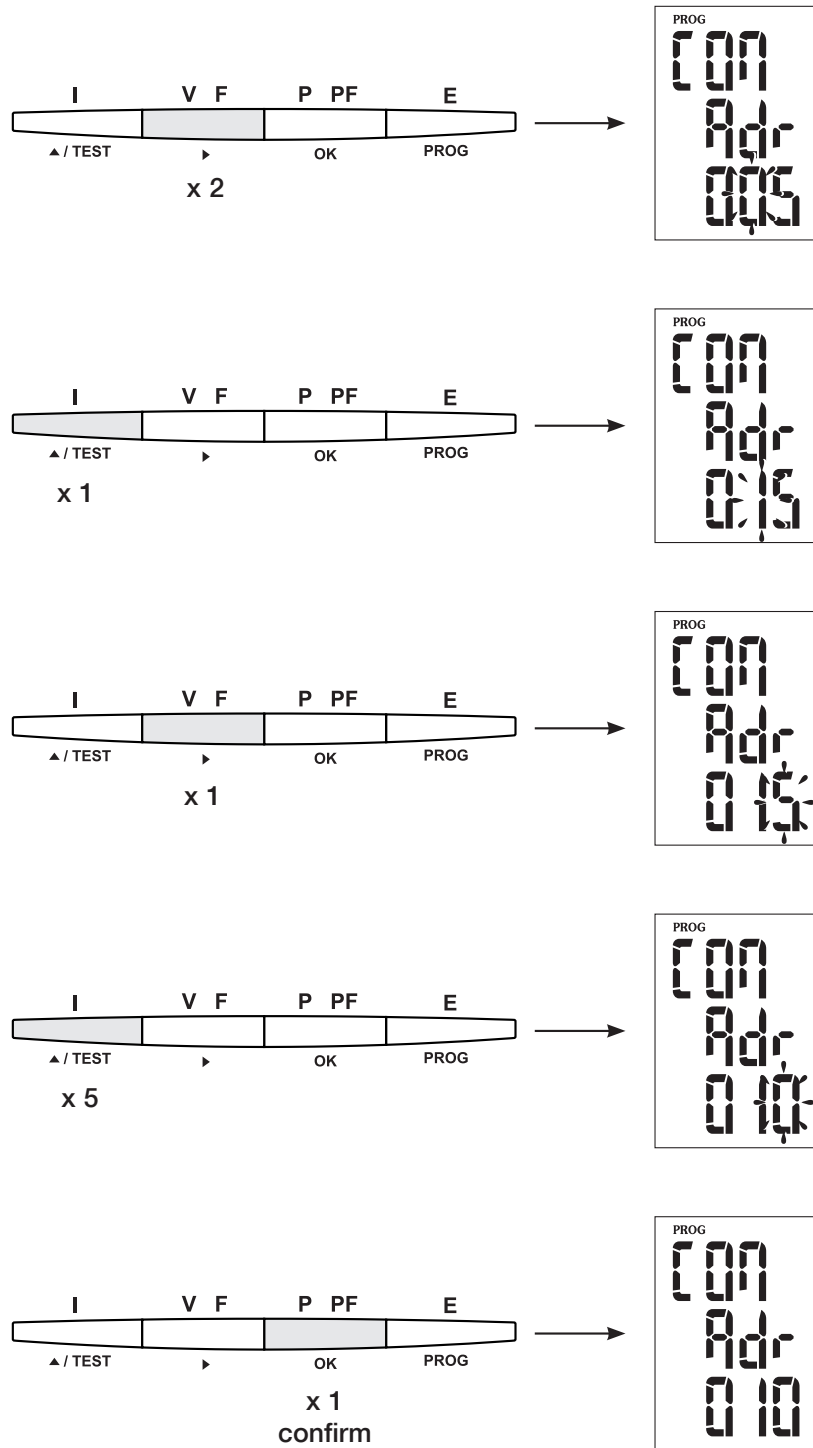 I V F P PF E
▲ / TEST ▶ OK PROG
x 2
PROG
COM
Adr
005
I V F P PF E
▲ / TEST ▶ OK PROG
x 1
PROG
COM
Adr
015
I V F P PF E
▲ / TEST ▶ OK PROG
x 1
PROG
COM
Adr
015
I V F P PF E
▲ / TEST ▶ OK PROG
x 5
PROG
COM
Adr
010
I V F P PF E
▲ / TEST ▶ OK PROG
x 1
confirm
PROG
COM
Adr
010